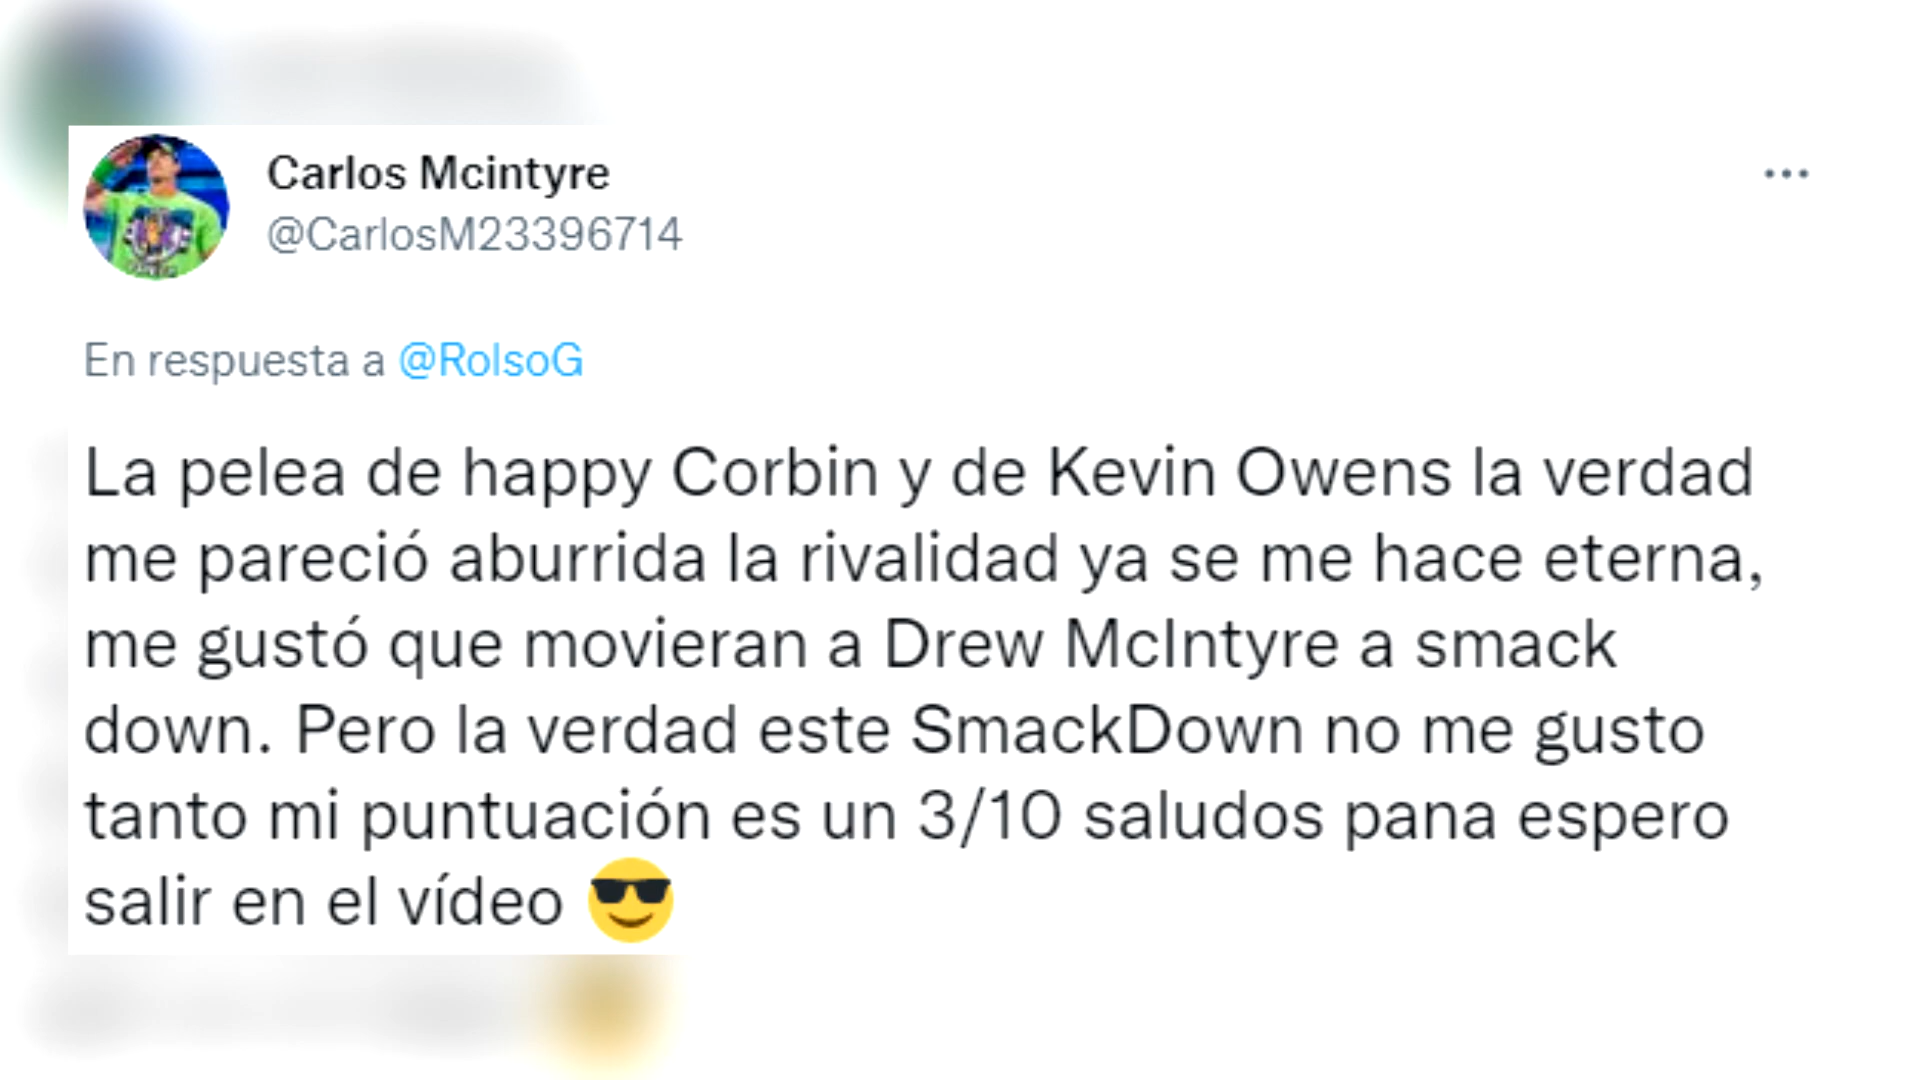 Carlos Mcintyre
@CarlosM23396714
En respuesta a @RolsoG
La pelea de happy Corbin y de Kevin Owens la verdad
me pareció aburrida la rivalidad ya se me hace eterna,
me gustó que movieran a Drew McIntyre a smack
down. Pero la verdad este SmackDown no me gusto
tanto mi puntuación es un 3/10 saludos pana espero
salir en el vídeo 😎